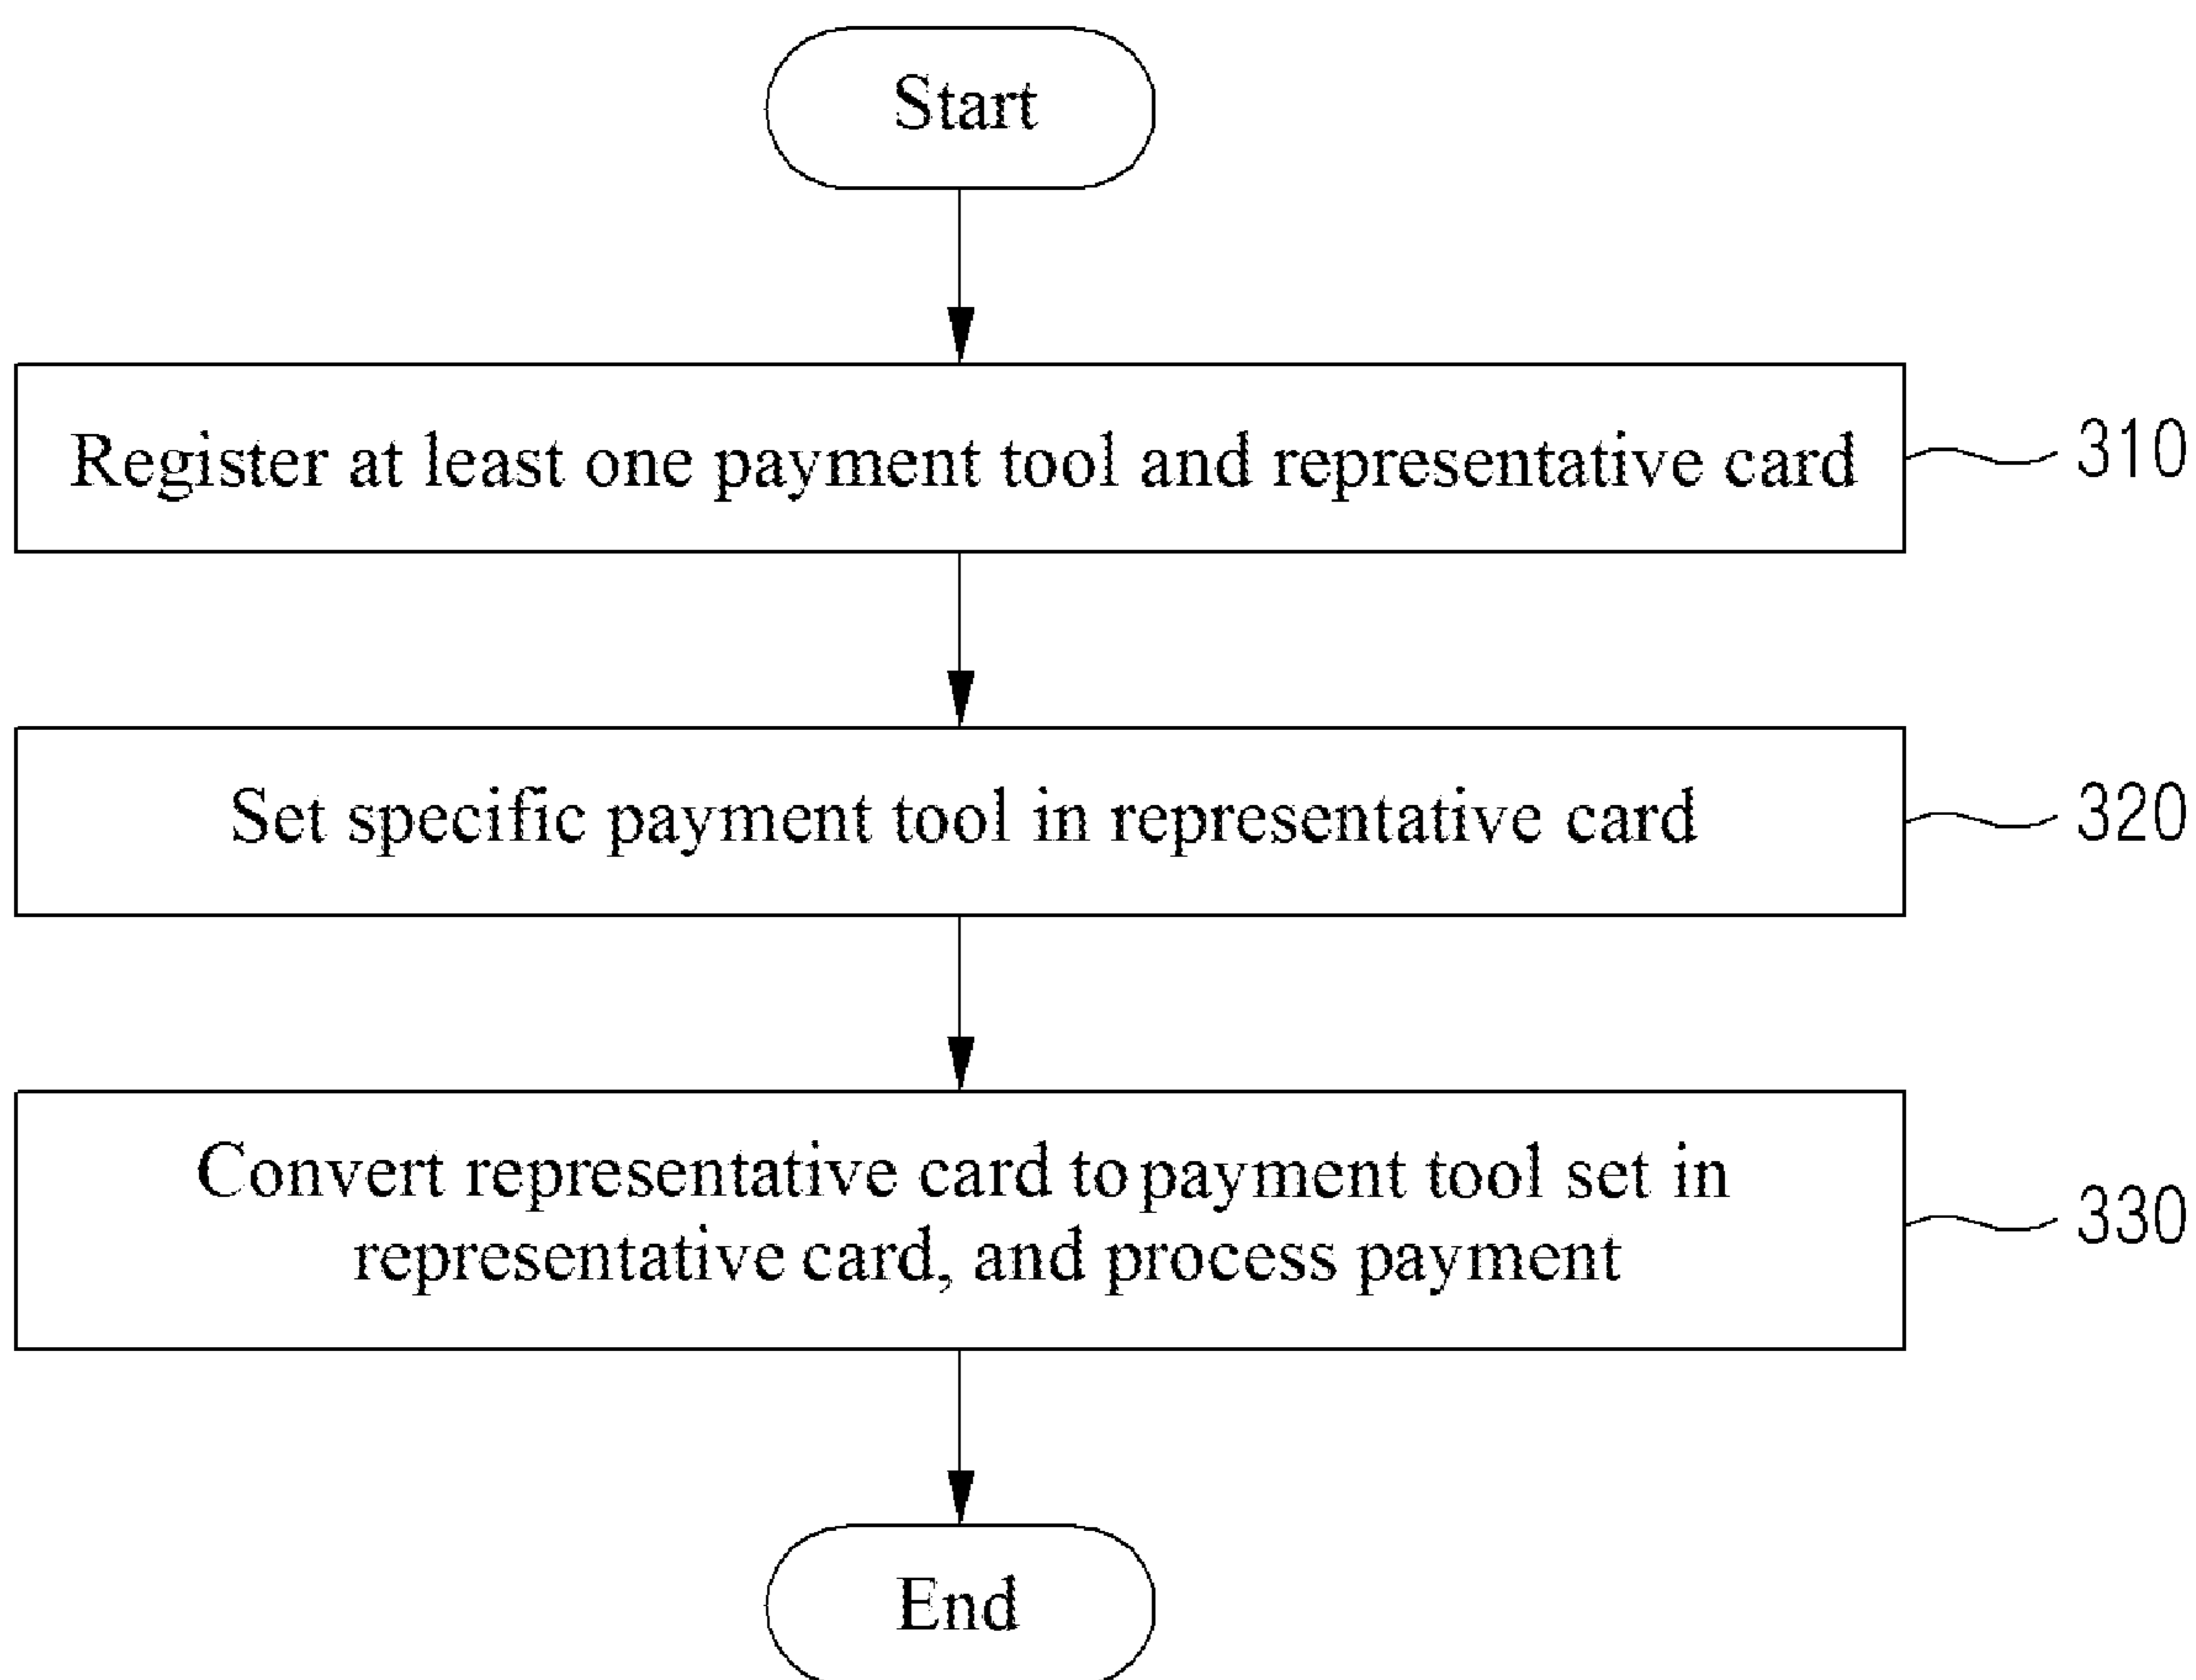 Start
Register at least one payment tool and representative card
310
Set specific payment tool in representative card
320
Convert representative card to payment tool set in
representative card, and process payment
330
End